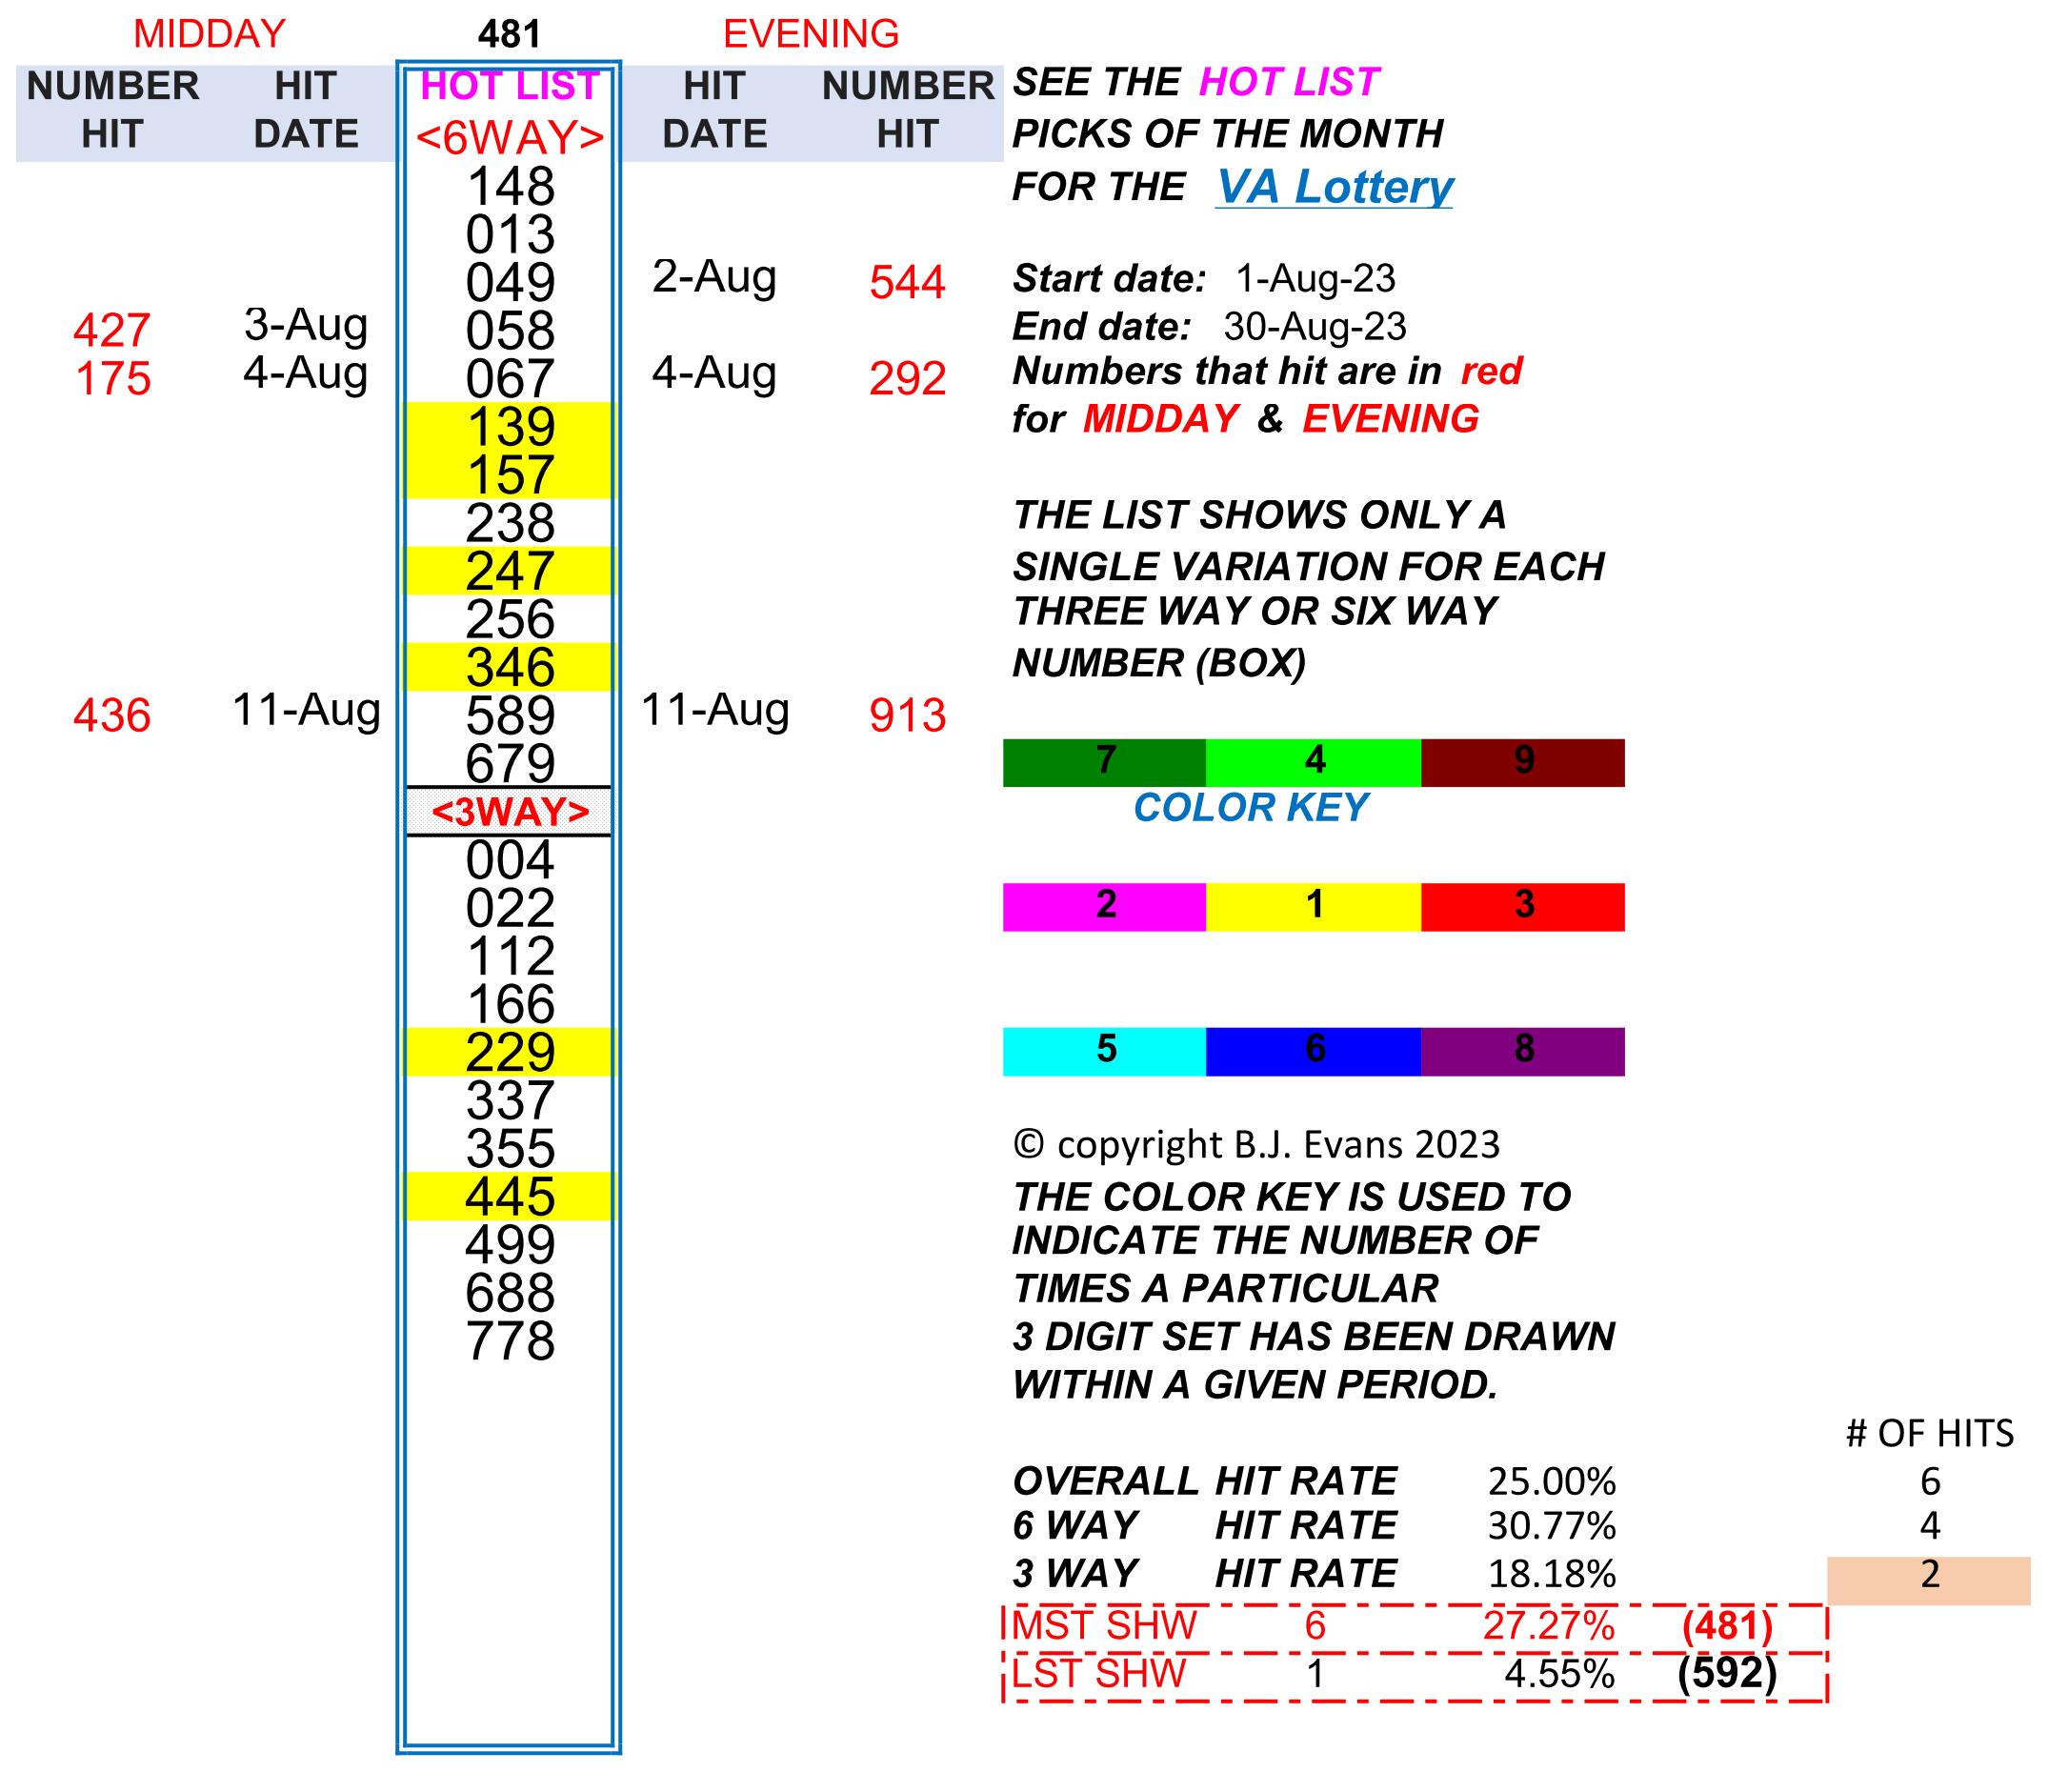 MIDDAY 481 EVENING
NUMBER HIT HOT LIST HIT NUMBER SEE THE HOT LIST
HIT DATE <6WAY> DATE HIT PICKS OF THE MONTH
148 FOR THE VA Lottery
013
049 2-Aug 544 Start date: 1-Aug-23
427 3-Aug 058 End date: 30-Aug-23
175 4-Aug 067 4-Aug 292 Numbers that hit are in red
139 for MIDDAY & EVENING
157
238 THE LIST SHOWS ONLY A
247 SINGLE VARIATION FOR EACH
256 THREE WAY OR SIX WAY
346 NUMBER (BOX)
436 11-Aug 589 11-Aug 913
679 7 4 9
<3WAY> COLOR KEY
004
022 2 1 3
112
166
229 5 6 8
337
355 © copyright B.J. Evans 2023
445 THE COLOR KEY IS USED TO
499 INDICATE THE NUMBER OF
688 TIMES A PARTICULAR
778 3 DIGIT SET HAS BEEN DRAWN
WITHIN A GIVEN PERIOD.
# OF HITS
OVERALL HIT RATE 25.00% 6
6 WAY HIT RATE 30.77% 4
3 WAY HIT RATE 18.18% 2
MST SHW 6 27.27% (481)
LST SHW 1 4.55% (592)